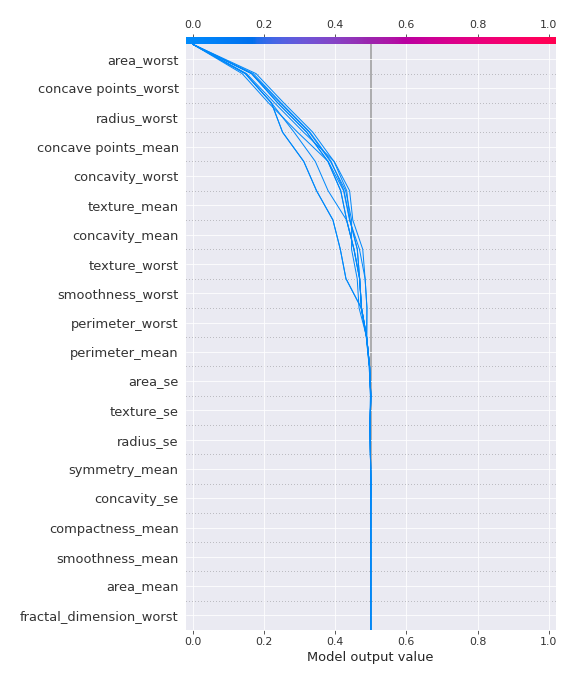 0.0 0.2 0.4 0.6 0.8 1.0
area_worst
concave points_worst
radius_worst
concave points_mean
concavity_worst
texture_mean
concavity_mean
texture_worst
smoothness_worst
perimeter_worst
perimeter_mean
area_se
texture_se
radius_se
symmetry_mean
concavity_se
compactness_mean
smoothness_mean
area_mean
fractal_dimension_worst
0.0 0.2 0.4 0.6 0.8 1.0
Model output value